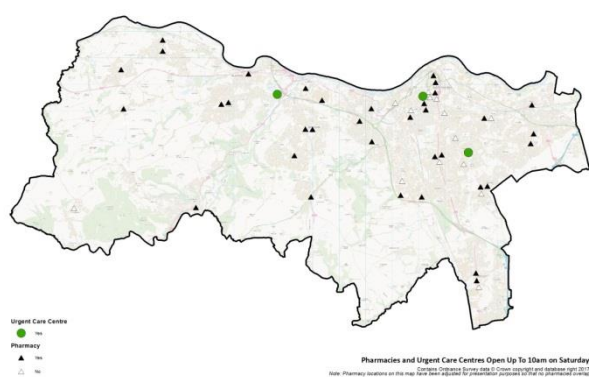 Urgent Care Centre
Yes
Pharmacy
Yes
No
Pharmacies and Urgent Care Centres Open Up To 10am on Saturday
Contains Ordnance Survey data © Crown copyright and database right 2017
Note: Pharmacy locations on this map have been adjusted for presentation purposes so that no pharmacies overlap